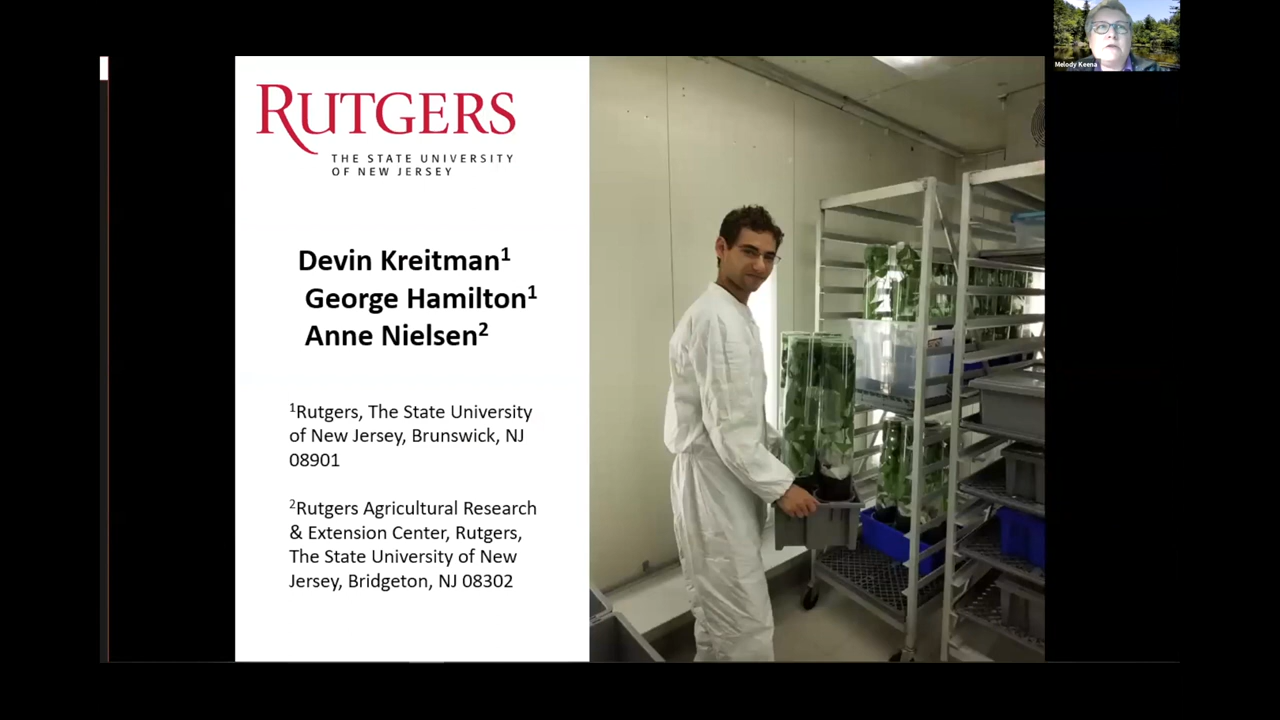 RUTGERS
THE STATE UNIVERSITY
OF NEW JERSEY
Devin Kreitman¹
George Hamilton¹
Anne Nielsen²
¹Rutgers, The State University
of New Jersey, Brunswick, NJ
08901
²Rutgers Agricultural Research
& Extension Center, Rutgers,
The State University of New
Jersey, Bridgeton, NJ 08302
Melody Keena